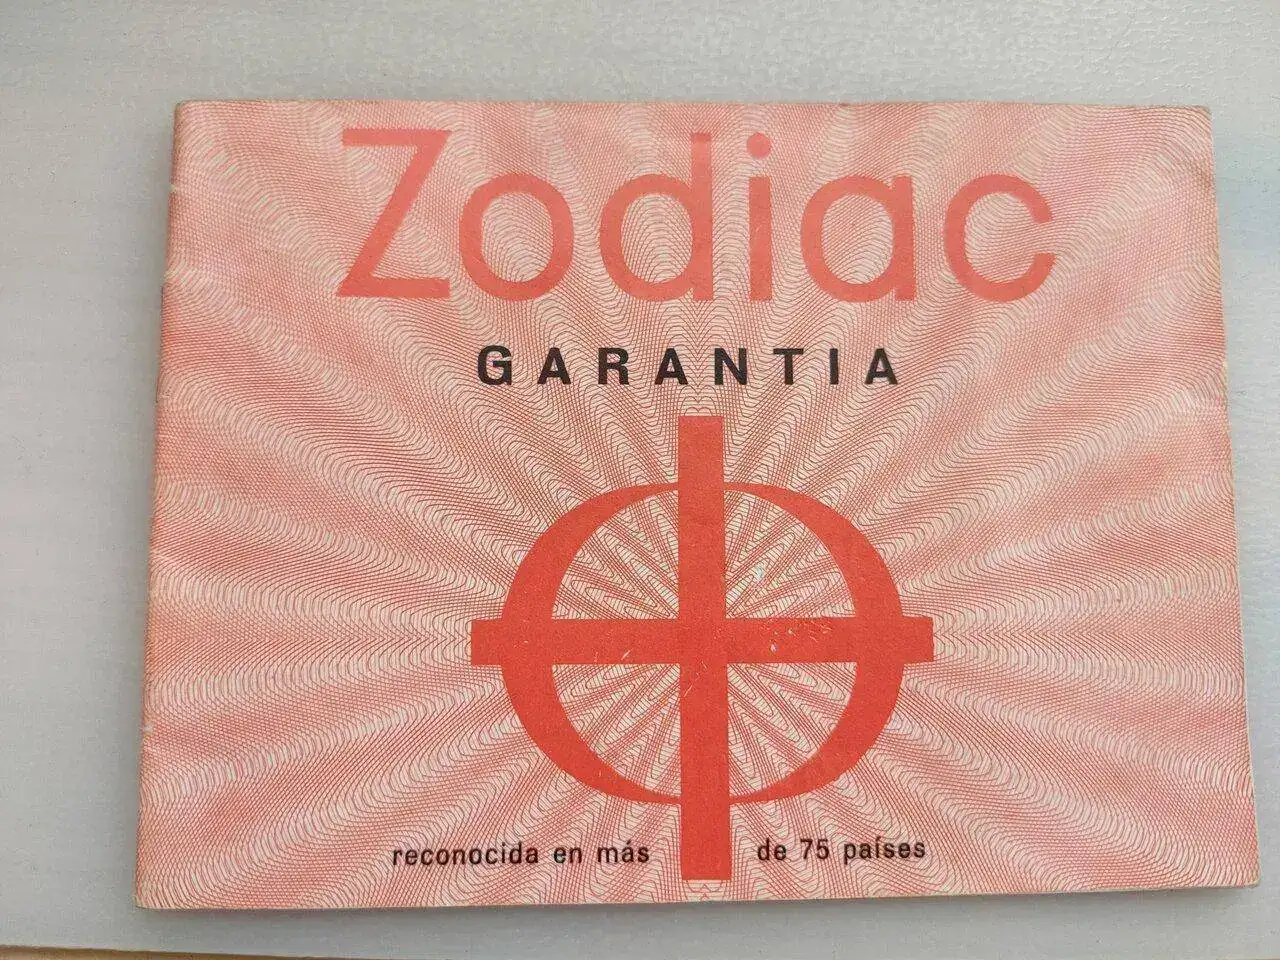 Zodiac
GARANTIA
reconocida en más de 75 países